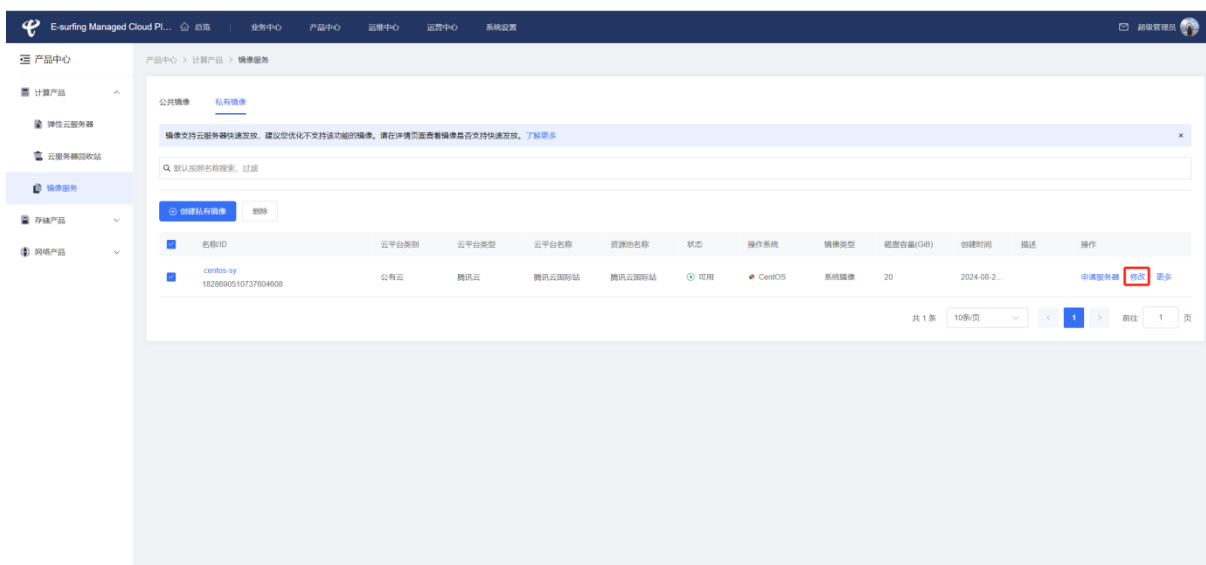 E-surfing Managed Cloud Pl... 总览 业务中心 产品中心 运维中心 运营中心 系统设置 超级管理员
产品中心
产品中心 > 计算产品 > 镜像服务
计算产品
弹性云服务器
云服务器回收站
镜像服务
存储产品
网络产品
公共镜像 私有镜像
镜像支持云服务器快速发放，建议您优化不支持该功能的镜像。请在详情页面查看镜像是否支持快速发放。了解更多
默认按照名称搜索、过滤
创建私有镜像 删除
名称/ID 云平台类别 云平台类型 云平台名称 资源池名称 状态 操作系统 镜像类型 磁盘容量(GiB) 创建时间 描述 操作
centos-sy
1828690510737604608
公有云 腾讯云 腾讯云国际站 腾讯云国际站 可用 CentOS 系统镜像 20 2024-08-2... 申请服务器 修改 更多
共 1 条 10条/页 < 1 > 前往 1 页